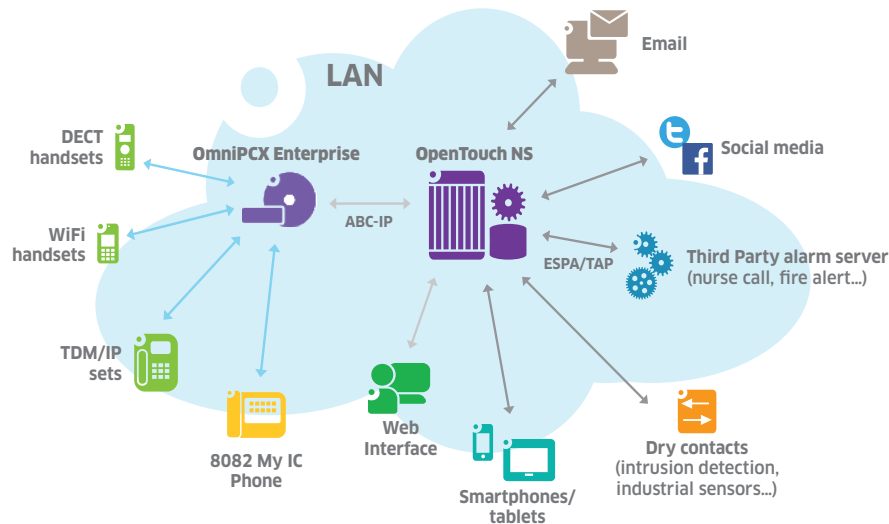 Email
LAN
DECT
handsets
OmniPCX Enterprise
OpenTouch NS
Social media
ABC-IP
WiFi
handsets
ESPA/TAP
Third Party alarm server
(nurse call, fire alert...)
TDM/IP
sets
8082 My IC
Phone
Web
Interface
Smartphones/
tablets
Dry contacts
(intrusion detection,
industrial sensors...)